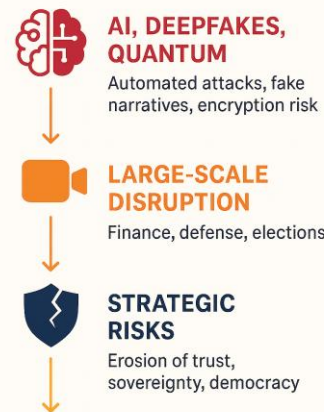 AI, DEEPFAKES,
QUANTUM
Automated attacks, fake
narratives, encryption risk
LARGE-SCALE
DISRUPTION
Finance, defense, elections
STRATEGIC
RISKS
Erosion of trust,
sovereignty, democracy